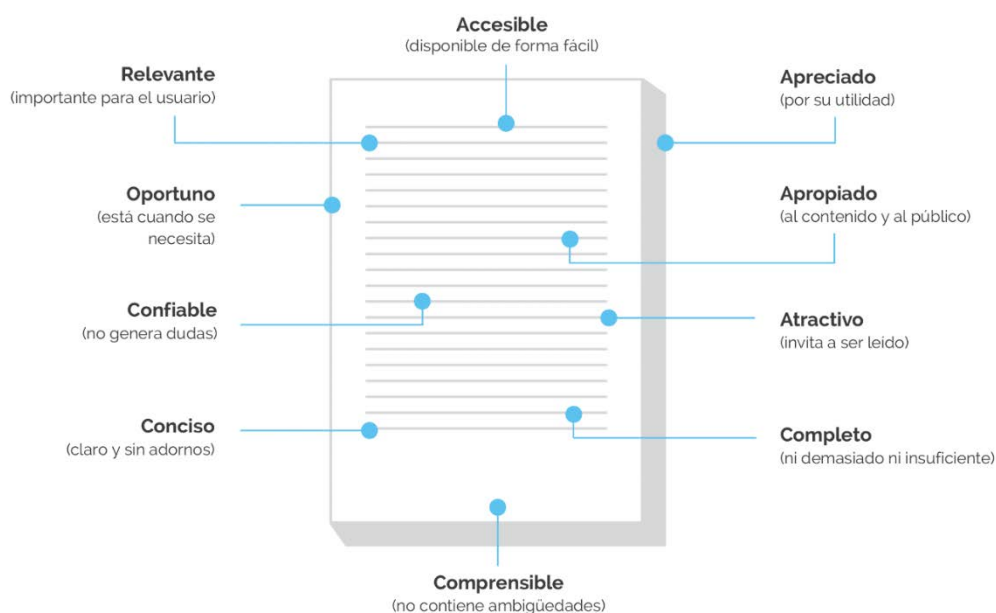 Accesible
(disponible de forma fácil)
Relevante
(importante para el usuario)
Apreciado
(por su utilidad)
Oportuno
(está cuando se
necesita)
Apropiado
(al contenido y al público)
Confiable
(no genera dudas)
Atractivo
(invita a ser leído)
Conciso
(claro y sin adornos)
Completo
(ni demasiado ni insuficiente)
Comprensible
(no contiene ambigüedades)